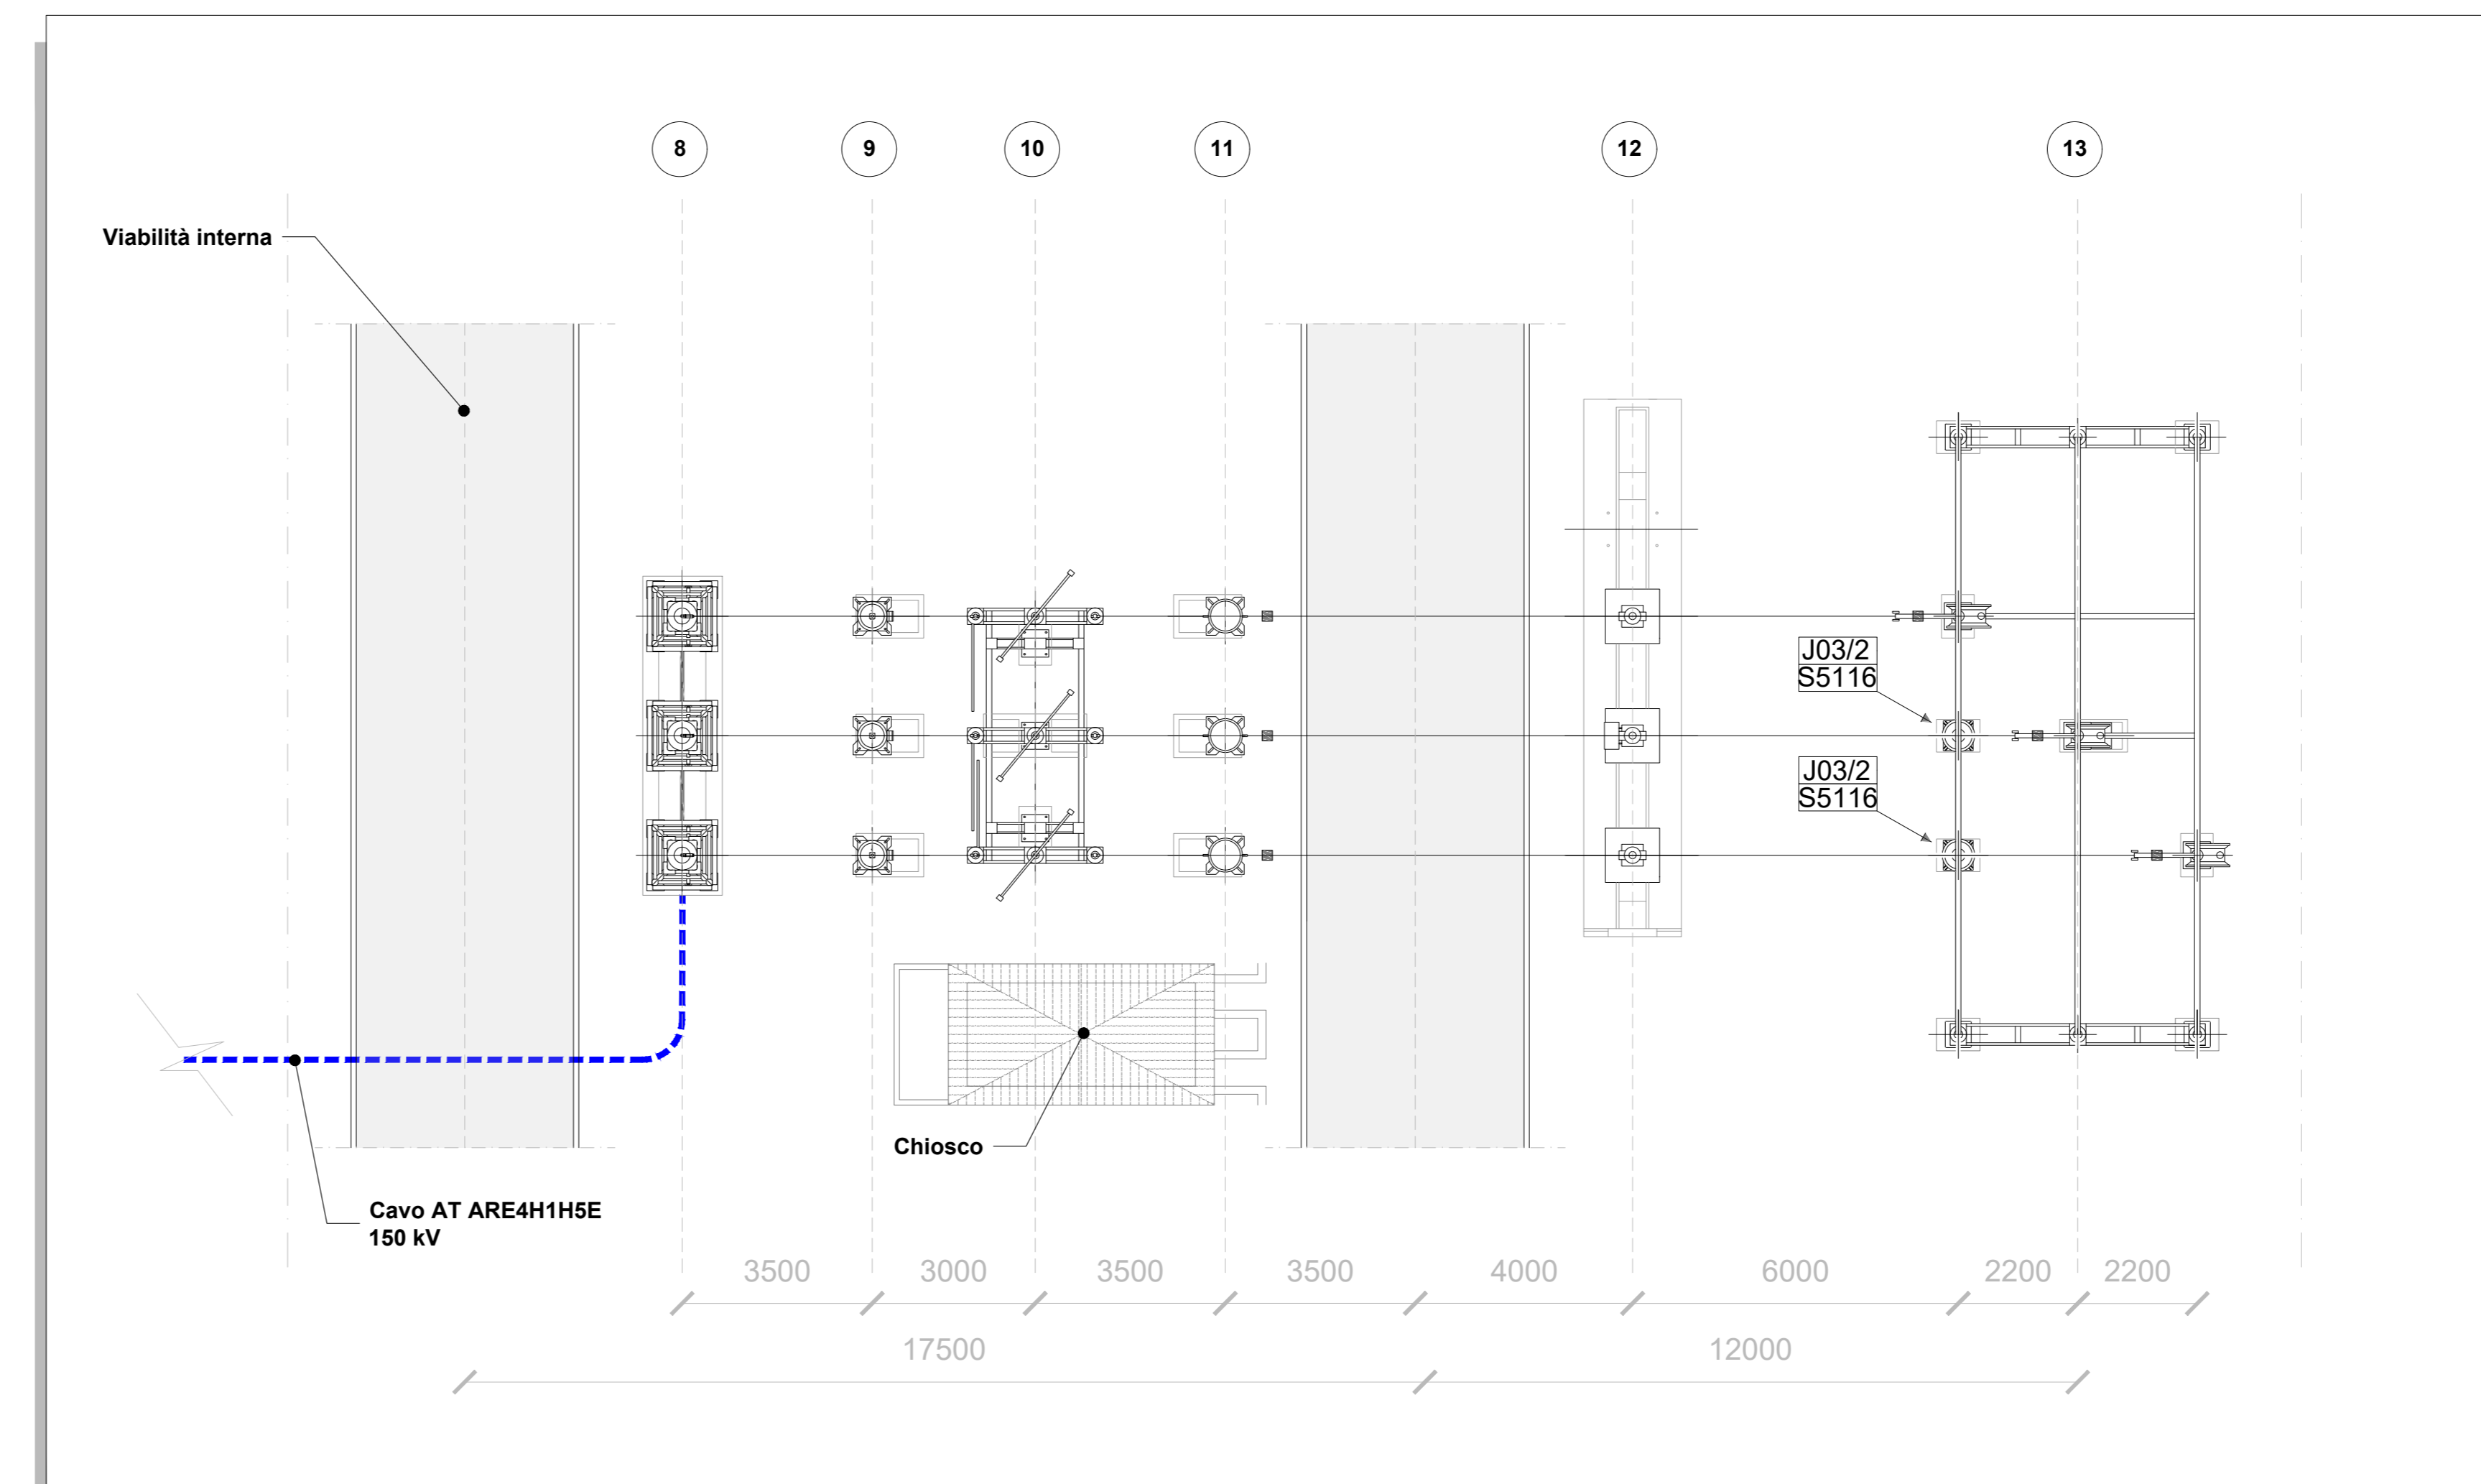 8
9
10
11
12
13
Viabilità interna
J03/2
S5116
J03/2
S5116
Chiosco
Cavo AT ARE4H1H5E
150 kV
3500
3000
3500
3500
4000
6000
2200
2200
17500
12000